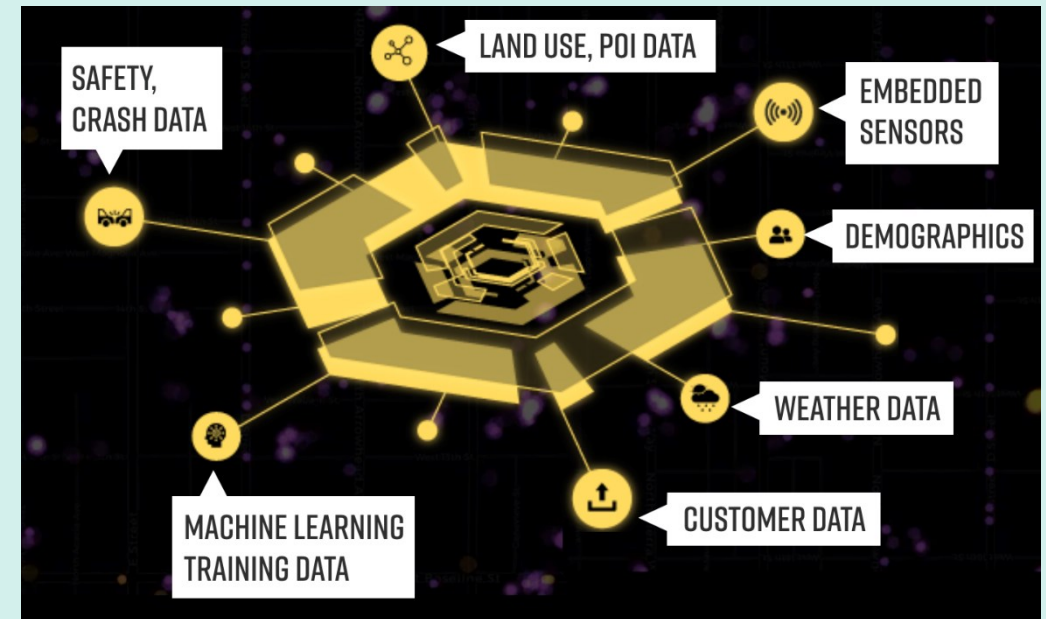 LAND USE, POI DATA
SAFETY,
CRASH DATA
EMBEDDED
SENSORS
DEMOGRAPHICS
WEATHER DATA
CUSTOMER DATA
MACHINE LEARNING
TRAINING DATA